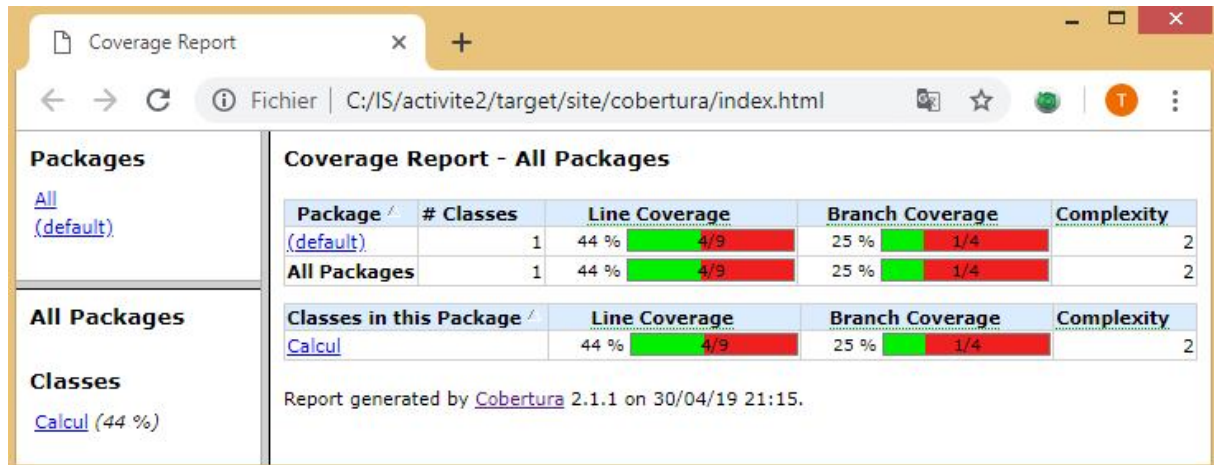 Coverage Report
Fichier C:/IS/activite2/target/site/cobertura/index.html T
Packages
All
(default)
All Packages
Classes
Calcul (44 %)
Coverage Report - All Packages
Package # Classes Line Coverage Branch Coverage Complexity
(default) 1 44 % 4/9 25 % 1/4 2
All Packages 1 44 % 4/9 25 % 1/4 2
Classes in this Package Line Coverage Branch Coverage Complexity
Calcul 44 % 4/9 25 % 1/4 2
Report generated by Cobertura 2.1.1 on 30/04/19 21:15.